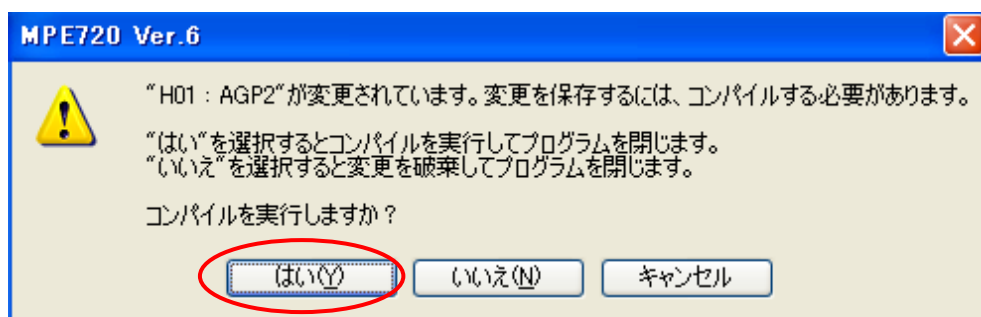 MPE720 Ver.6
"H01 : AGP2"が変更されています。変更を保存するには、コンパイルする必要があります。
"はい"を選択するとコンパイルを実行してプログラムを閉じます。
"いいえ"を選択すると変更を破棄してプログラムを閉じます。
コンパイルを実行しますか？
はい(Y) いいえ(N) キャンセル